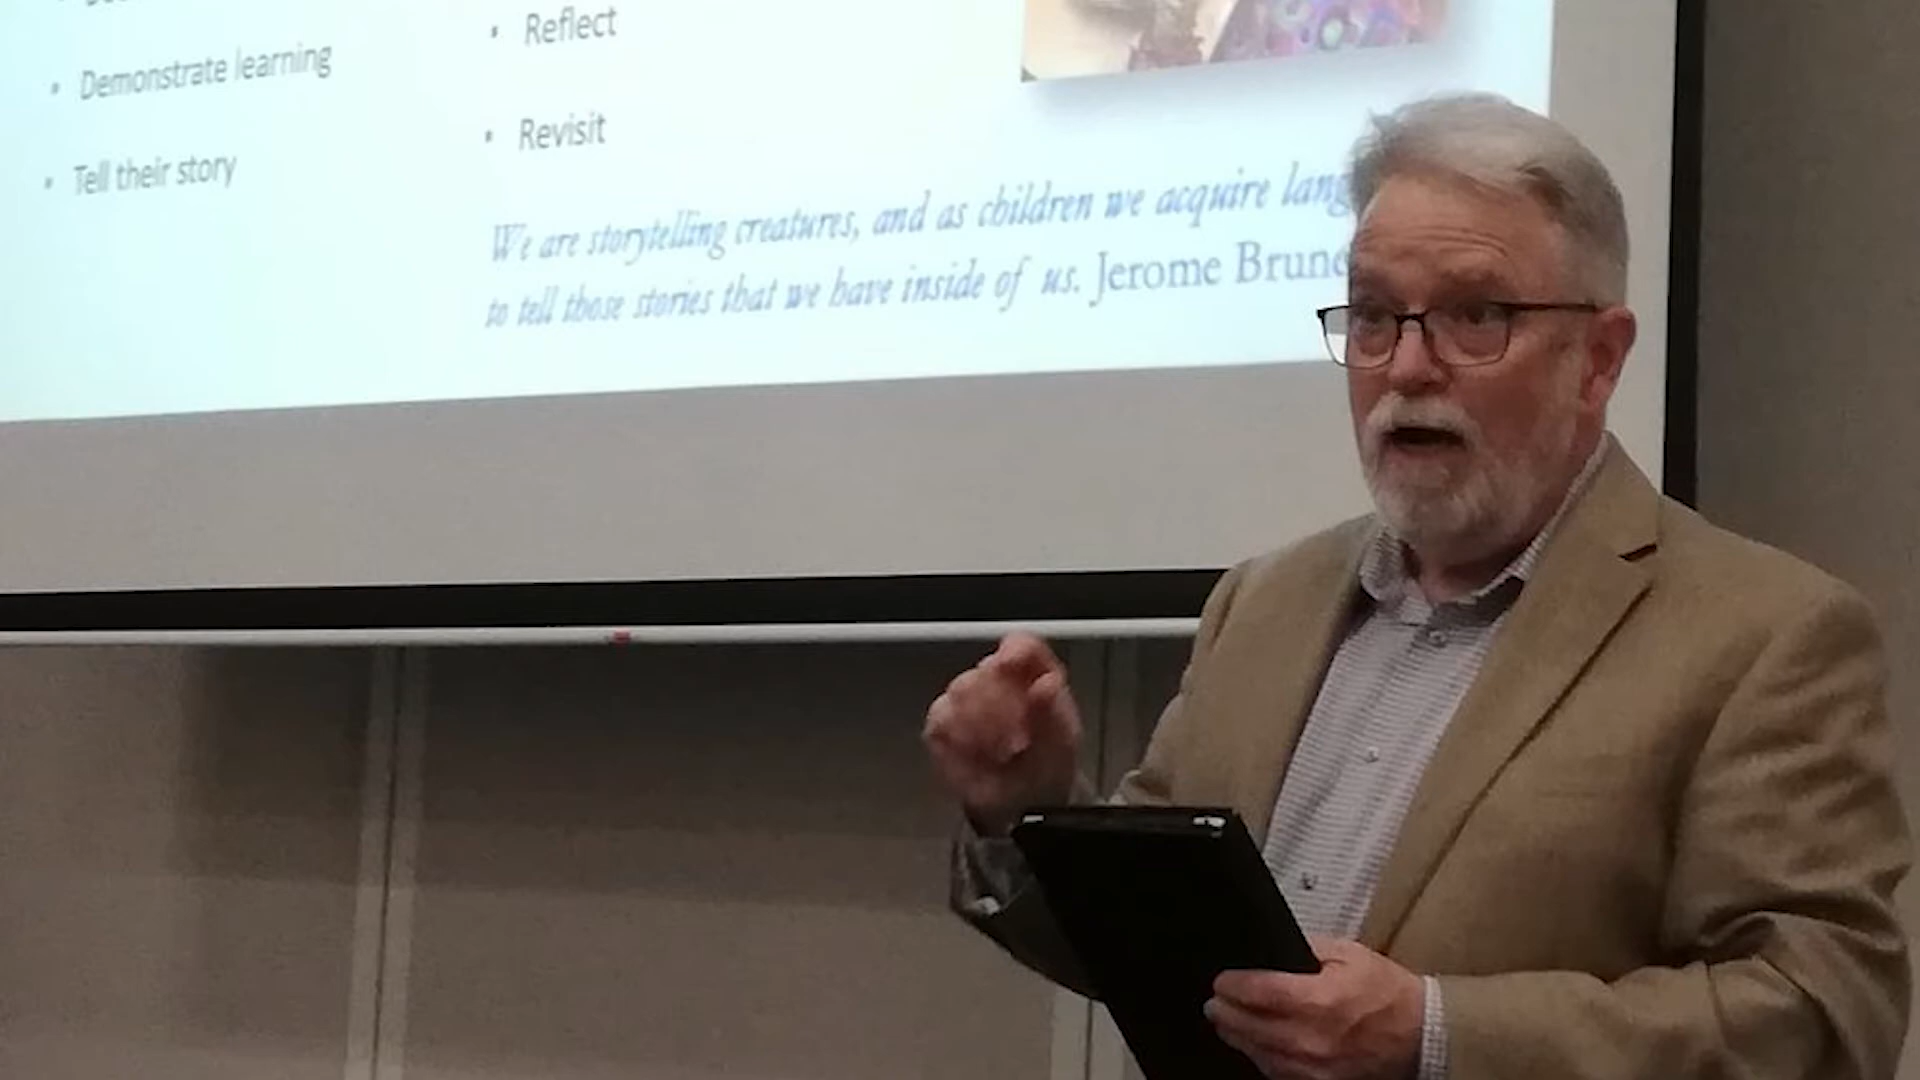 • Demonstrate learning
• Tell their story
• Reflect
• Revisit
We are storytelling creatures, and as children we acquire lang
to tell those stories that we have inside of us. Jerome Brune